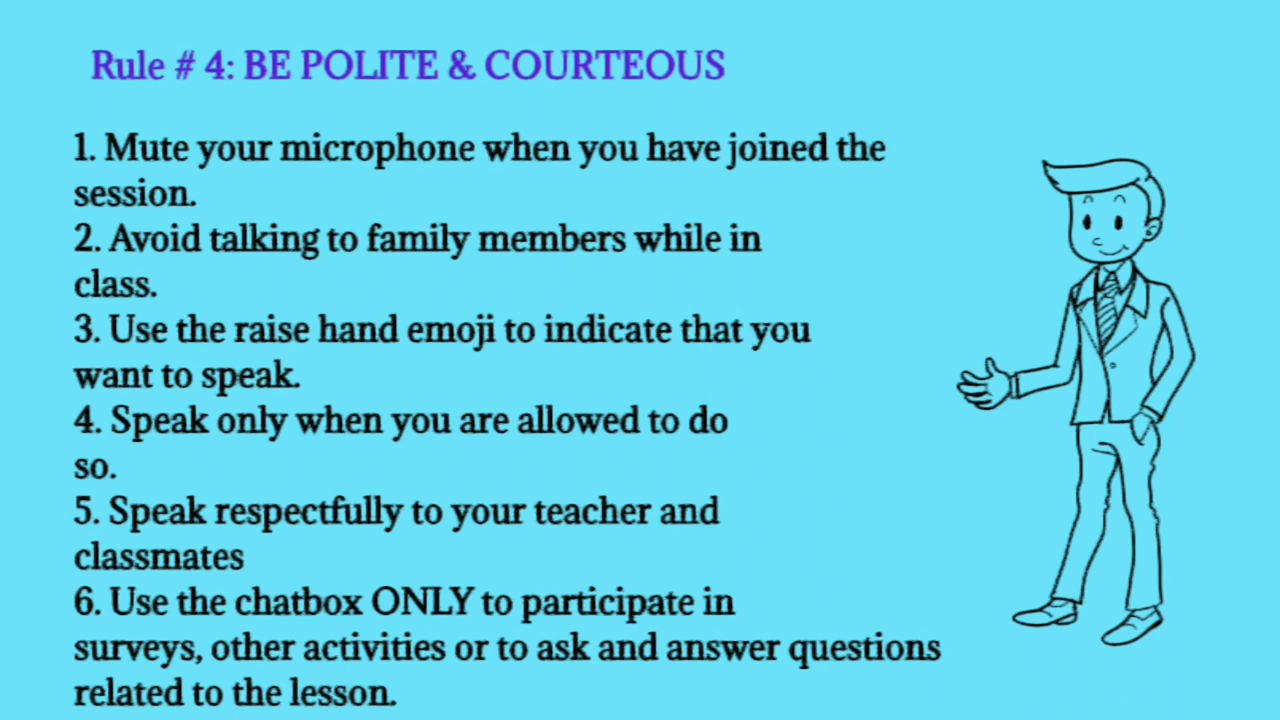 Rule # 4: BE POLITE & COURTEOUS
1. Mute your microphone when you have joined the
session.
2. Avoid talking to family members while in
class.
3. Use the raise hand emoji to indicate that you
want to speak.
4. Speak only when you are allowed to do
so.
5. Speak respectfully to your teacher and
classmates
6. Use the chatbox ONLY to participate in
surveys, other activities or to ask and answer questions
related to the lesson.